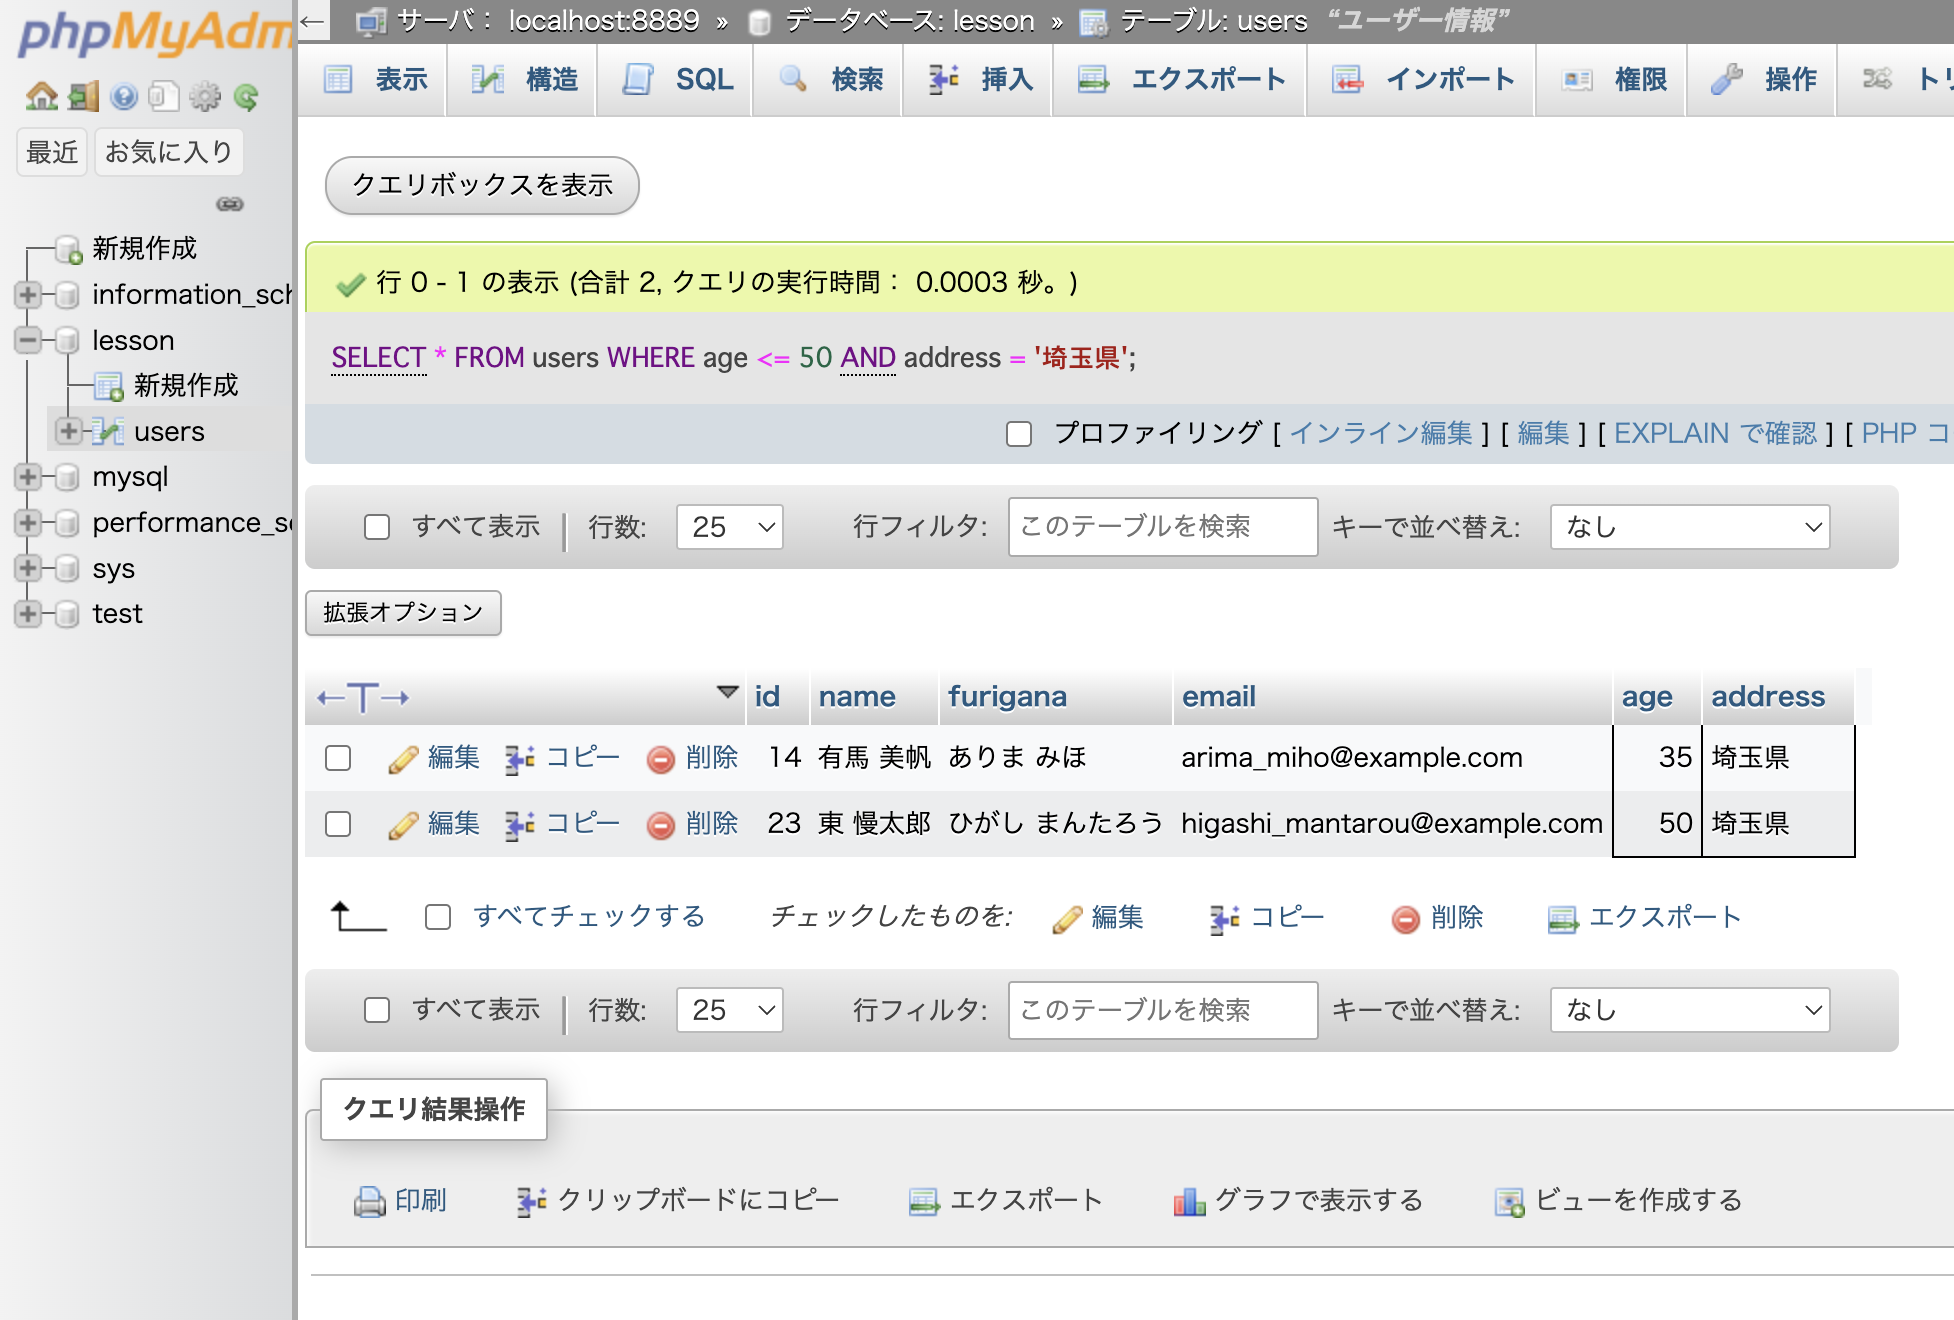 phpMyAdm
← サーバ： localhost:8889 » データベース: lesson » テーブル: users “ユーザー情報”
表示 構造 SQL 検索 挿入 エクスポート インポート 権限 操作 トリ
最近 お気に入り
クエリボックスを表示
新規作成
information_sch
lesson
新規作成
users
mysql
performance_se
sys
test
行 0 - 1 の表示 (合計 2, クエリの実行時間： 0.0003 秒。)
SELECT * FROM users WHERE age <= 50 AND address = '埼玉県';
プロファイリング [ インライン編集 ] [ 編集 ] [ EXPLAIN で確認 ] [ PHP コ
すべて表示 行数: 25 行フィルタ: このテーブルを検索 キーで並べ替え: なし
拡張オプション
←T→ id name furigana email age address
編集 コピー 削除 14 有馬 美帆 ありま みほ arima_miho@example.com 35 埼玉県
編集 コピー 削除 23 東 慢太郎 ひがし まんたろう higashi_mantarou@example.com 50 埼玉県
すべてチェックする チェックしたものを: 編集 コピー 削除 エクスポート
すべて表示 行数: 25 行フィルタ: このテーブルを検索 キーで並べ替え: なし
クエリ結果操作
印刷 クリップボードにコピー エクスポート グラフで表示する ビューを作成する